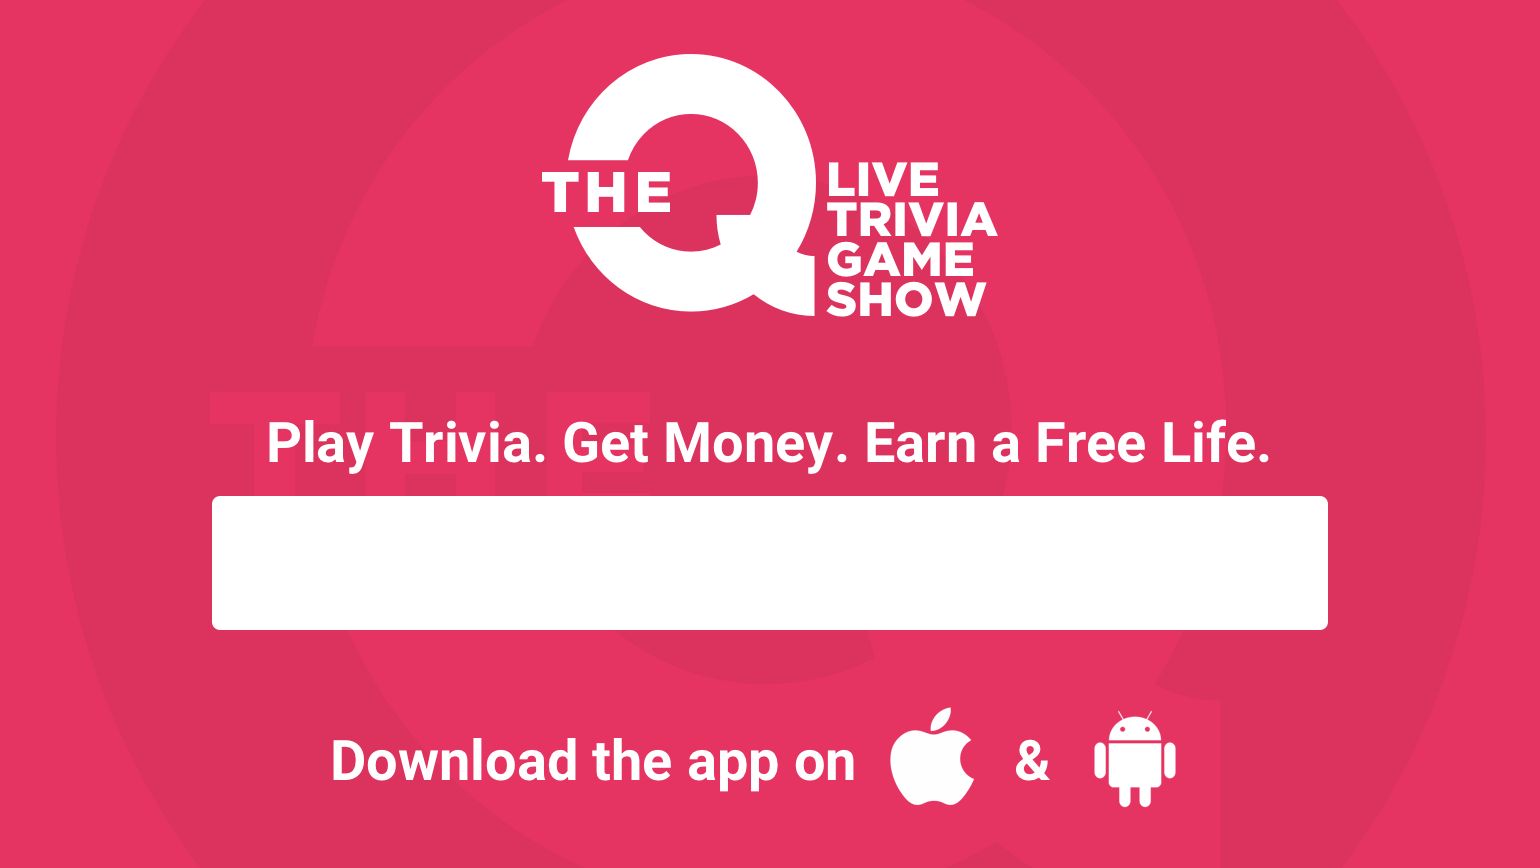 THE
LIVE
TRIVIA
GAME
SHOW
Play Trivia. Get Money. Earn a Free Life.
Download the app on &